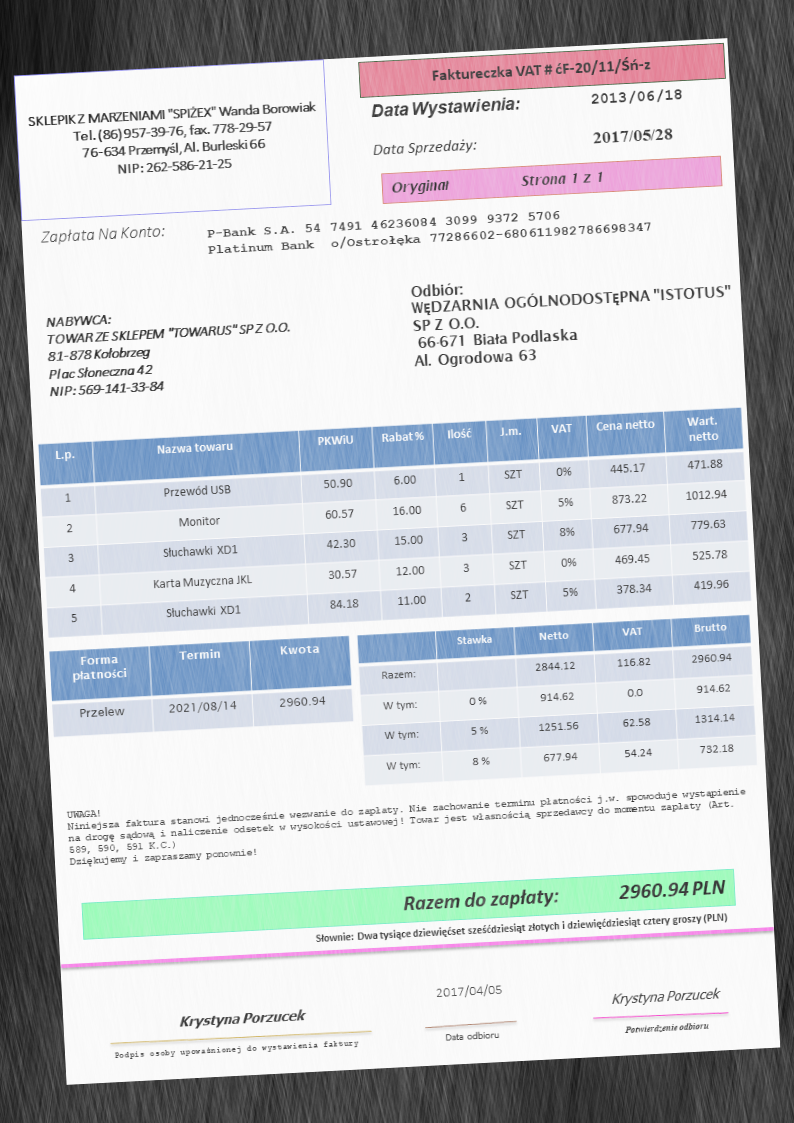 SKLEPIK Z MARZENIAMI "SPIŻEX" Wanda Borowiak
Tel. (86) 957-39-76, fax. 778-29-57
76-634 Przemyśl, Al. Burleski 66
NIP: 262-586-21-25
Faktureczka VAT # ćF-20/11/Śń-z
Data Wystawienia: 2013/06/18
Data Sprzedaży: 2017/05/28
Oryginał Strona 1 z 1
Zapłata Na Konto: P-Bank S.A. 54 7491 46236084 3099 9372 5706
Platinum Bank o/Ostrołęka 77286602-680611982786698347
NABYWCA:
TOWAR ZE SKLEPEM "TOWARUS" SP Z O.O.
81-878 Kołobrzeg
Plac Słoneczna 42
NIP: 569-141-33-84
Odbiór:
WĘDZARNIA OGÓLNODOSTĘPNA "ISTOTUS"
SP Z O.O.
66-671 Biała Podlaska
Al. Ogrodowa 63
L.p. Nazwa towaru PKWiU Rabat % Ilość J.m. VAT Cena netto Wart. netto
1 Przewód USB 50.90 6.00 1 SZT 0% 445.17 471.88
2 Monitor 60.57 16.00 6 SZT 5% 873.22 1012.94
3 Słuchawki XD1 42.30 15.00 3 SZT 8% 677.94 779.63
4 Karta Muzyczna JKL 30.57 12.00 3 SZT 0% 469.45 525.78
5 Słuchawki XD1 84.18 11.00 2 SZT 5% 378.34 419.96
Forma płatności Termin Kwota
Przelew 2021/08/14 2960.94
Stawka Netto VAT Brutto
Razem: 2844.12 116.82 2960.94
W tym: 0 % 914.62 0.0 914.62
W tym: 5 % 1251.56 62.58 1314.14
W tym: 8 % 677.94 54.24 732.18
UWAGA!
Niniejsza faktura stanowi jednocześnie wezwanie do zapłaty. Nie zachowanie terminu płatności j.w. spowoduje wystąpienie
na drogę sądową i naliczenie odsetek w wysokości ustawowej! Towar jest własnością sprzedawcy do momentu zapłaty (Art.
589, 590, 591 K.C.)
Dziękujemy i zapraszamy ponownie!
Razem do zapłaty: 2960.94 PLN
Słownie: Dwa tysiące dziewięćset sześćdziesiąt złotych i dziewięćdziesiąt cztery groszy (PLN)
Krystyna Porzucek
Podpis osoby upoważnionej do wystawienia faktury
2017/04/05
Data odbioru
Krystyna Porzucek
Potwierdzenie odbioru